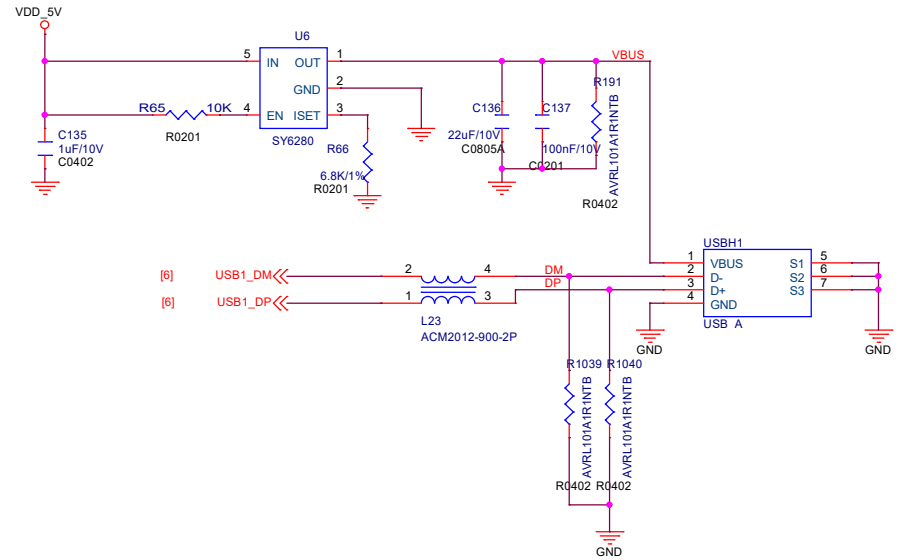 VDD_5V
U6
5 IN OUT 1
GND 2
R65 10K 4 EN ISET 3
R0201
SY6280
C135
1uF/10V
C0402
R66
6.8K/1%
R0201
VBUS
R191
C136 C137
22uF/10V 100nF/10V
C0805A
C0201
AVRL101A1R1NTB
R0402
USBH1
1 VBUS S1 5
2 D- S2 6
3 D+ S3 7
4 GND
USB A
[6] USB1_DM 2 4 DM
[6] USB1_DP 1 3 DP
L23
ACM2012-900-2P
GND
GND
R1039 R1040
AVRL101A1R1NTB
AVRL101A1R1NTB
R0402 R0402
GND